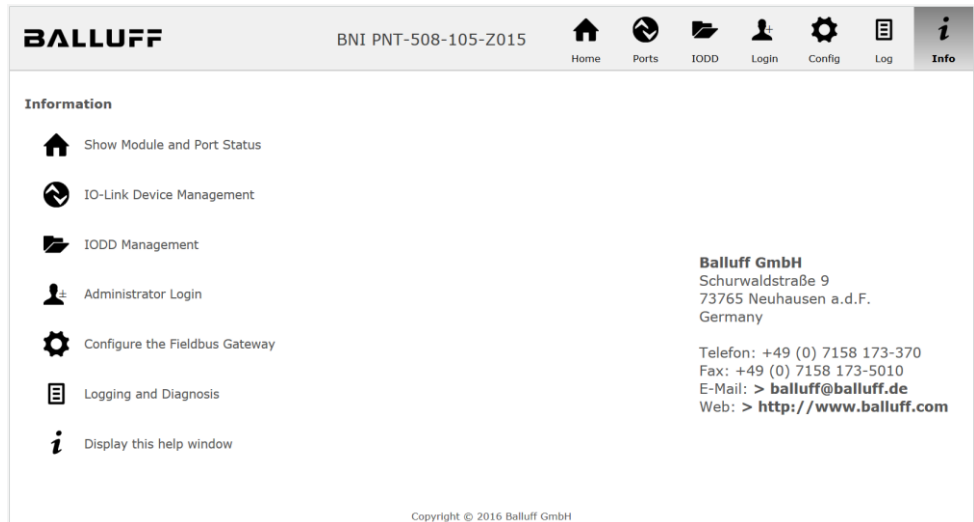 BALLUFF
BNI PNT-508-105-Z015
Home
Ports
IODD
Login
Config
Log
Info
Information
Show Module and Port Status
IO-Link Device Management
IODD Management
Administrator Login
Configure the Fieldbus Gateway
Logging and Diagnosis
Display this help window
Balluff GmbH
Schurwaldstraße 9
73765 Neuhausen a.d.F.
Germany
Telefon: +49 (0) 7158 173-370
Fax: +49 (0) 7158 173-5010
E-Mail: > balluff@balluff.de
Web: > http://www.balluff.com
Copyright © 2016 Balluff GmbH